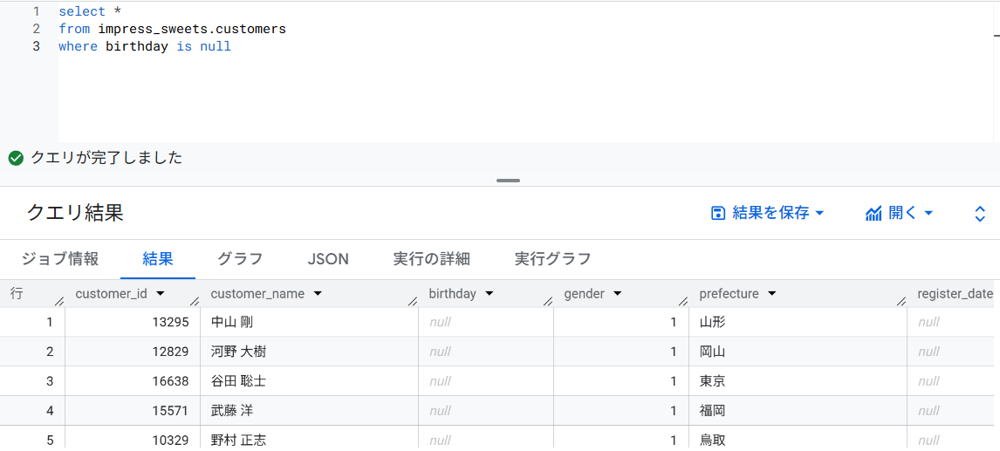 1 select *
2 from impress_sweets.customers
3 where birthday is null
クエリが完了しました
クエリ結果
結果を保存
開く
ジョブ情報 結果 グラフ JSON 実行の詳細 実行グラフ
行 customer_id customer_name birthday gender prefecture register_date
1 13295 中山 剛 null 1 山形 null
2 12829 河野 大樹 null 1 岡山 null
3 16638 谷田 聡士 null 1 東京 null
4 15571 武藤 洋 null 1 福岡 null
5 10329 野村 正志 null 1 鳥取 null